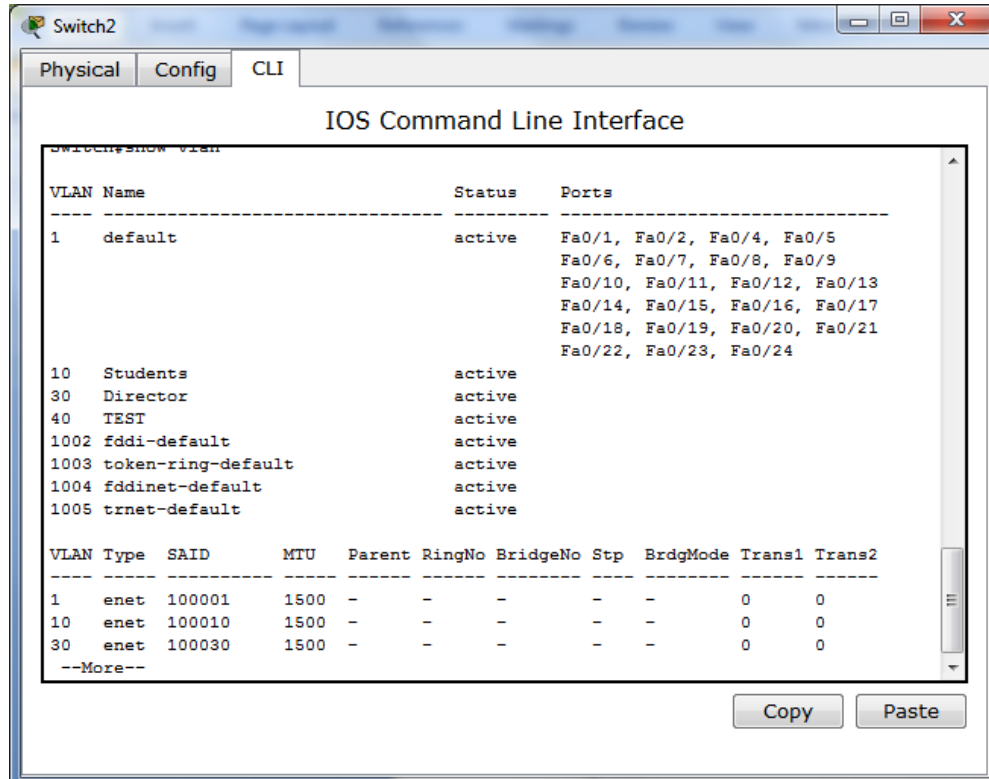 Switch2
Physical Config CLI
IOS Command Line Interface
Switch#show vlan
VLAN Name Status Ports
---- -------------------------------- --------- -------------------------------
1 default active Fa0/1, Fa0/2, Fa0/4, Fa0/5
Fa0/6, Fa0/7, Fa0/8, Fa0/9
Fa0/10, Fa0/11, Fa0/12, Fa0/13
Fa0/14, Fa0/15, Fa0/16, Fa0/17
Fa0/18, Fa0/19, Fa0/20, Fa0/21
Fa0/22, Fa0/23, Fa0/24
10 Students active
30 Director active
40 TEST active
1002 fddi-default active
1003 token-ring-default active
1004 fddinet-default active
1005 trnet-default active
VLAN Type SAID MTU Parent RingNo BridgeNo Stp BrdgMode Trans1 Trans2
---- ----- ---------- ----- ------ ------ -------- ---- -------- ------ ------
1 enet 100001 1500 - - - - - 0 0
10 enet 100010 1500 - - - - - 0 0
30 enet 100030 1500 - - - - - 0 0
--More--
Copy Paste